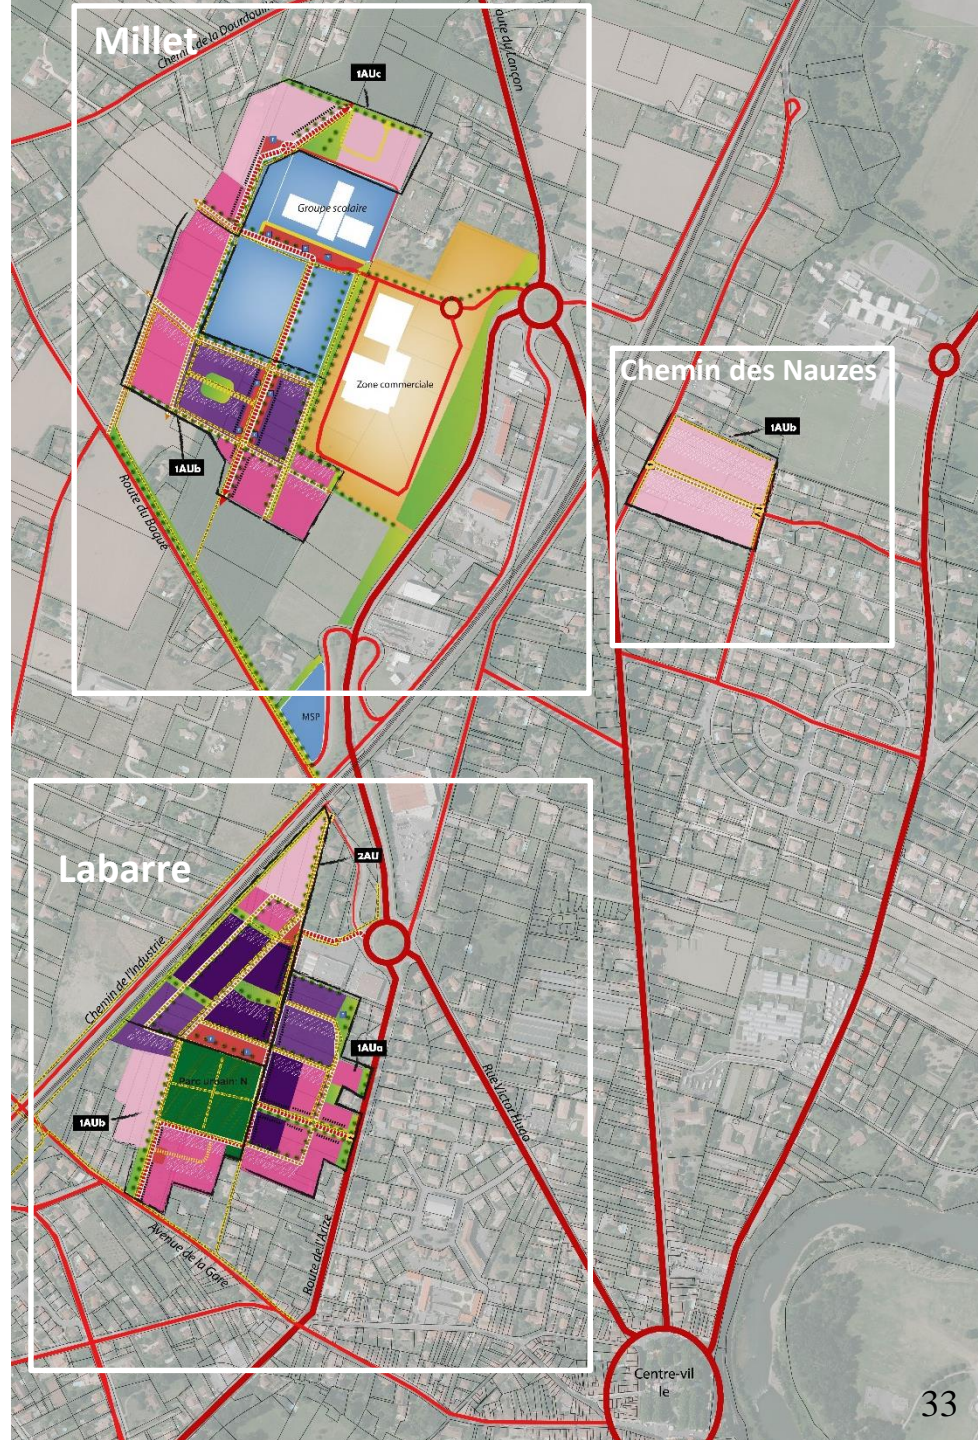 Millet
Chemin de la Dourdouille
Route du Lançon
1AUc
Groupe scolaire
Zone commerciale
1AUb
Route du Baqué
MSP
Chemin des Nauzes
1AUb
Labarre
2AU
Chemin de l'Industrie
1AUa
Parc urbain: N
1AUb
Rue Victor Hugo
Avenue de la Gare
Route de l'Arize
Centre-vil
le
33